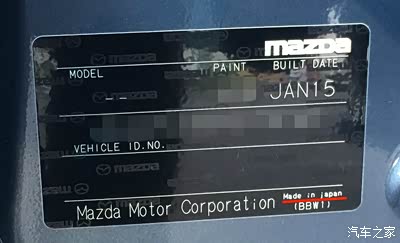 mazda
MODEL PAINT BUILT DATE
-- JAN15
VEHICLE ID.NO.
Mazda Motor Corporation Made in japan
(BBW1)
汽车之家